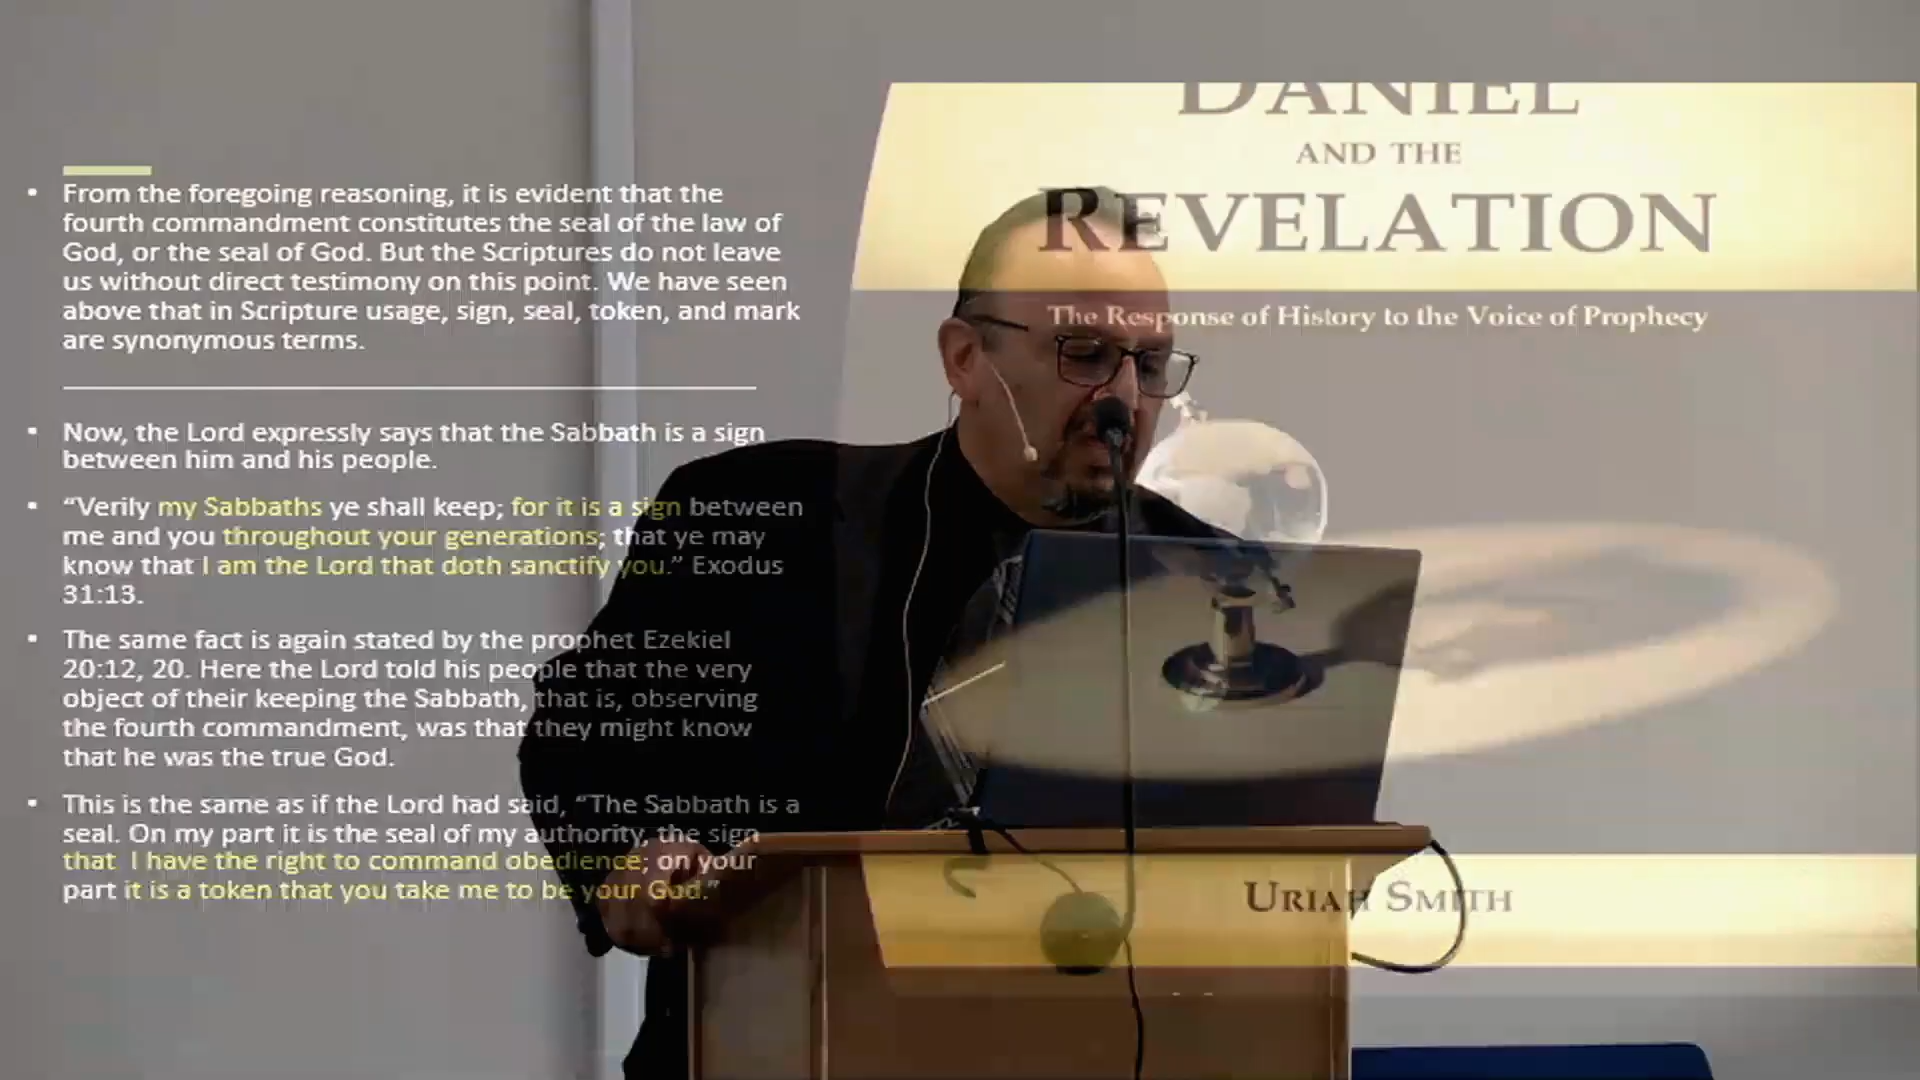 From the foregoing reasoning, it is evident that the
fourth commandment constitutes the seal of the law of
God, or the seal of God. But the Scriptures do not leave
us without direct testimony on this point. We have seen
above that in Scripture usage, sign, seal, token, and mark
are synonymous terms.
Now, the Lord expressly says that the Sabbath is a sign
between him and his people.
“Verily my Sabbaths ye shall keep; for it is a sign between
me and you throughout your generations; that ye may
know that I am the Lord that doth sanctify you.” Exodus
31:13.
The same fact is again stated by the prophet Ezekiel
20:12, 20. Here the Lord told his people that the very
object of their keeping the Sabbath, that is, observing
the fourth commandment, was that they might know
that he was the true God.
This is the same as if the Lord had said, “The Sabbath is a
seal. On my part it is the seal of my authority, the sign
that I have the right to command obedience; on your
part it is a token that you take me to be your God.”
DANIEL
AND THE
REVELATION
The Response of History to the Voice of Prophecy
URIAH SMITH